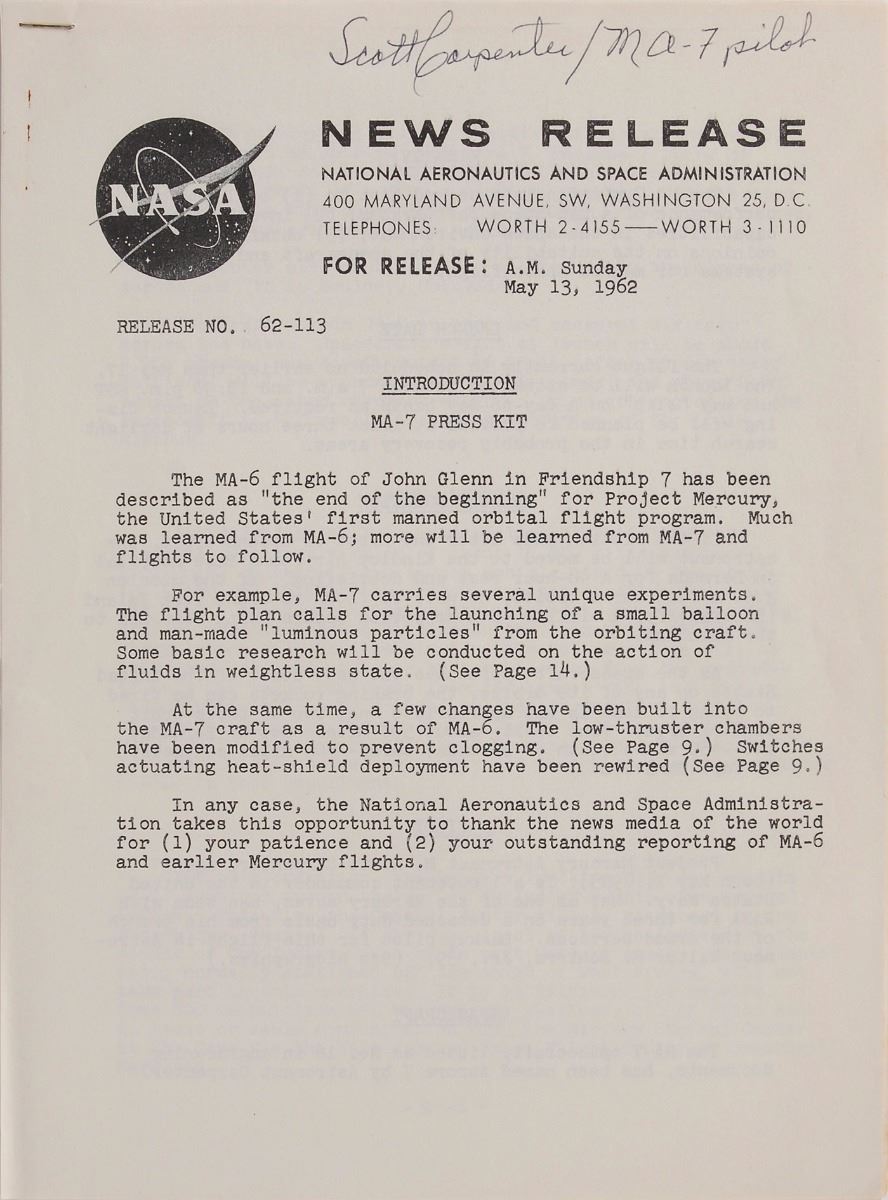 Scott Carpenter / MA-7 pilot
NASA
NEWS RELEASE
NATIONAL AERONAUTICS AND SPACE ADMINISTRATION
400 MARYLAND AVENUE, SW, WASHINGTON 25, D.C.
TELEPHONES: WORTH 2-4155——WORTH 3-1110
FOR RELEASE: A.M. Sunday
May 13, 1962
RELEASE NO. 62-113
INTRODUCTION
MA-7 PRESS KIT
The MA-6 flight of John Glenn in Friendship 7 has been
described as "the end of the beginning" for Project Mercury,
the United States' first manned orbital flight program. Much
was learned from MA-6; more will be learned from MA-7 and
flights to follow.
For example, MA-7 carries several unique experiments.
The flight plan calls for the launching of a small balloon
and man-made "luminous particles" from the orbiting craft.
Some basic research will be conducted on the action of
fluids in weightless state. (See Page 14.)
At the same time, a few changes have been built into
the MA-7 craft as a result of MA-6. The low-thruster chambers
have been modified to prevent clogging. (See Page 9.) Switches
actuating heat-shield deployment have been rewired (See Page 9.)
In any case, the National Aeronautics and Space Administra-
tion takes this opportunity to thank the news media of the world
for (1) your patience and (2) your outstanding reporting of MA-6
and earlier Mercury flights.